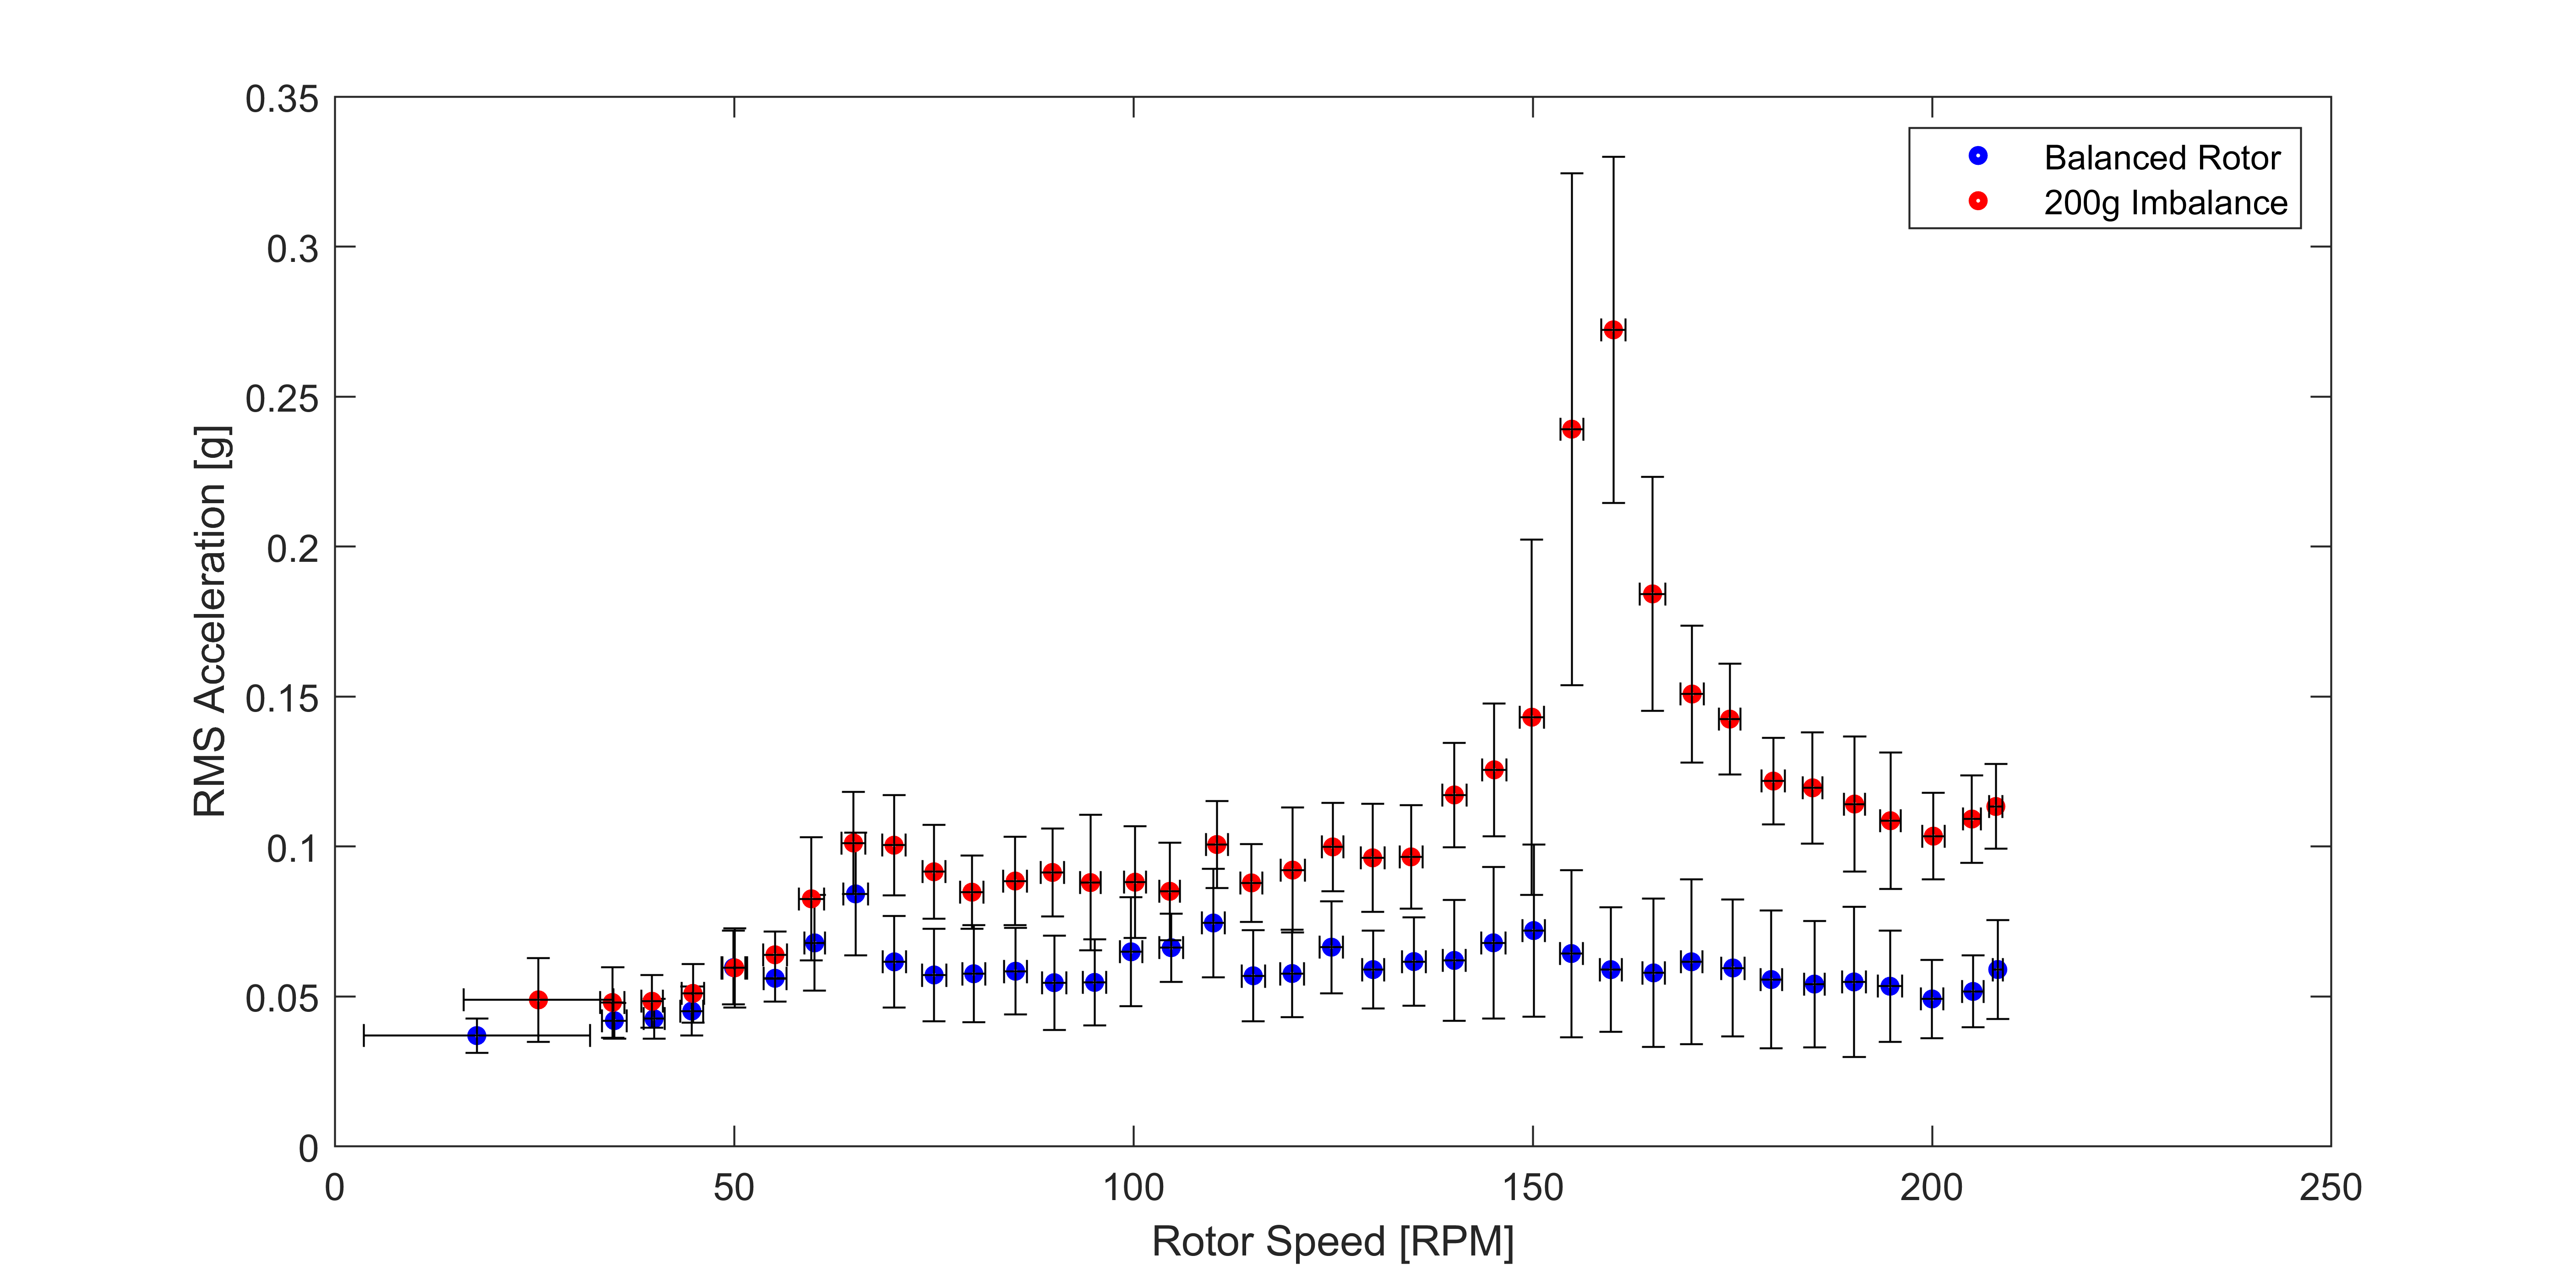 0.35
0.3
0.25
0.2
0.15
0.1
0.05
0
RMS Acceleration [g]
Balanced Rotor
200g Imbalance
0 50 100 150 200 250
Rotor Speed [RPM]